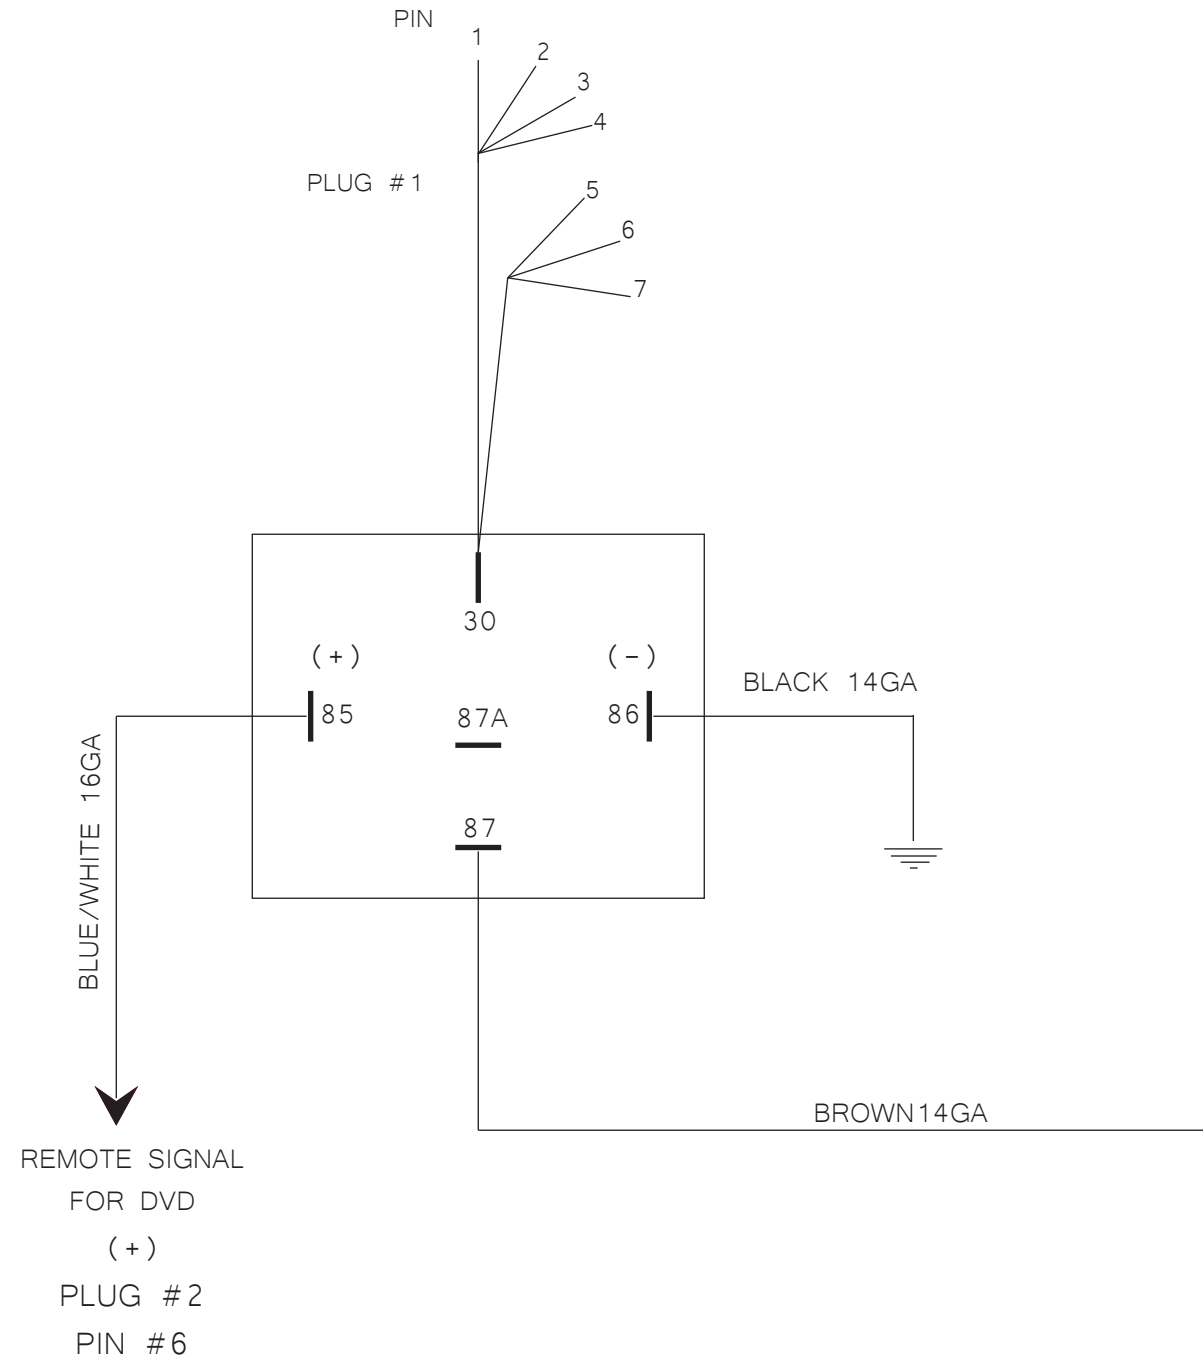 PIN
1
2
3
4
PLUG #1
5
6
7
30
(+)
(-)
BLACK 14GA
85
87A
86
BLUE/WHITE 16GA
87
BROWN14GA
REMOTE SIGNAL
FOR DVD
(+)
PLUG #2
PIN #6